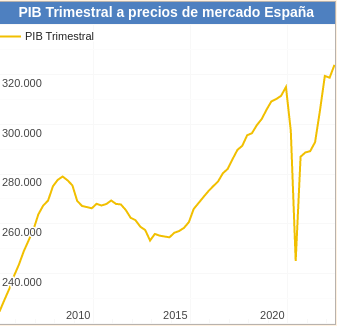 PIB Trimestral a precios de mercado España
PIB Trimestral
320.000
300.000
280.000
260.000
240.000
2010 2015 2020